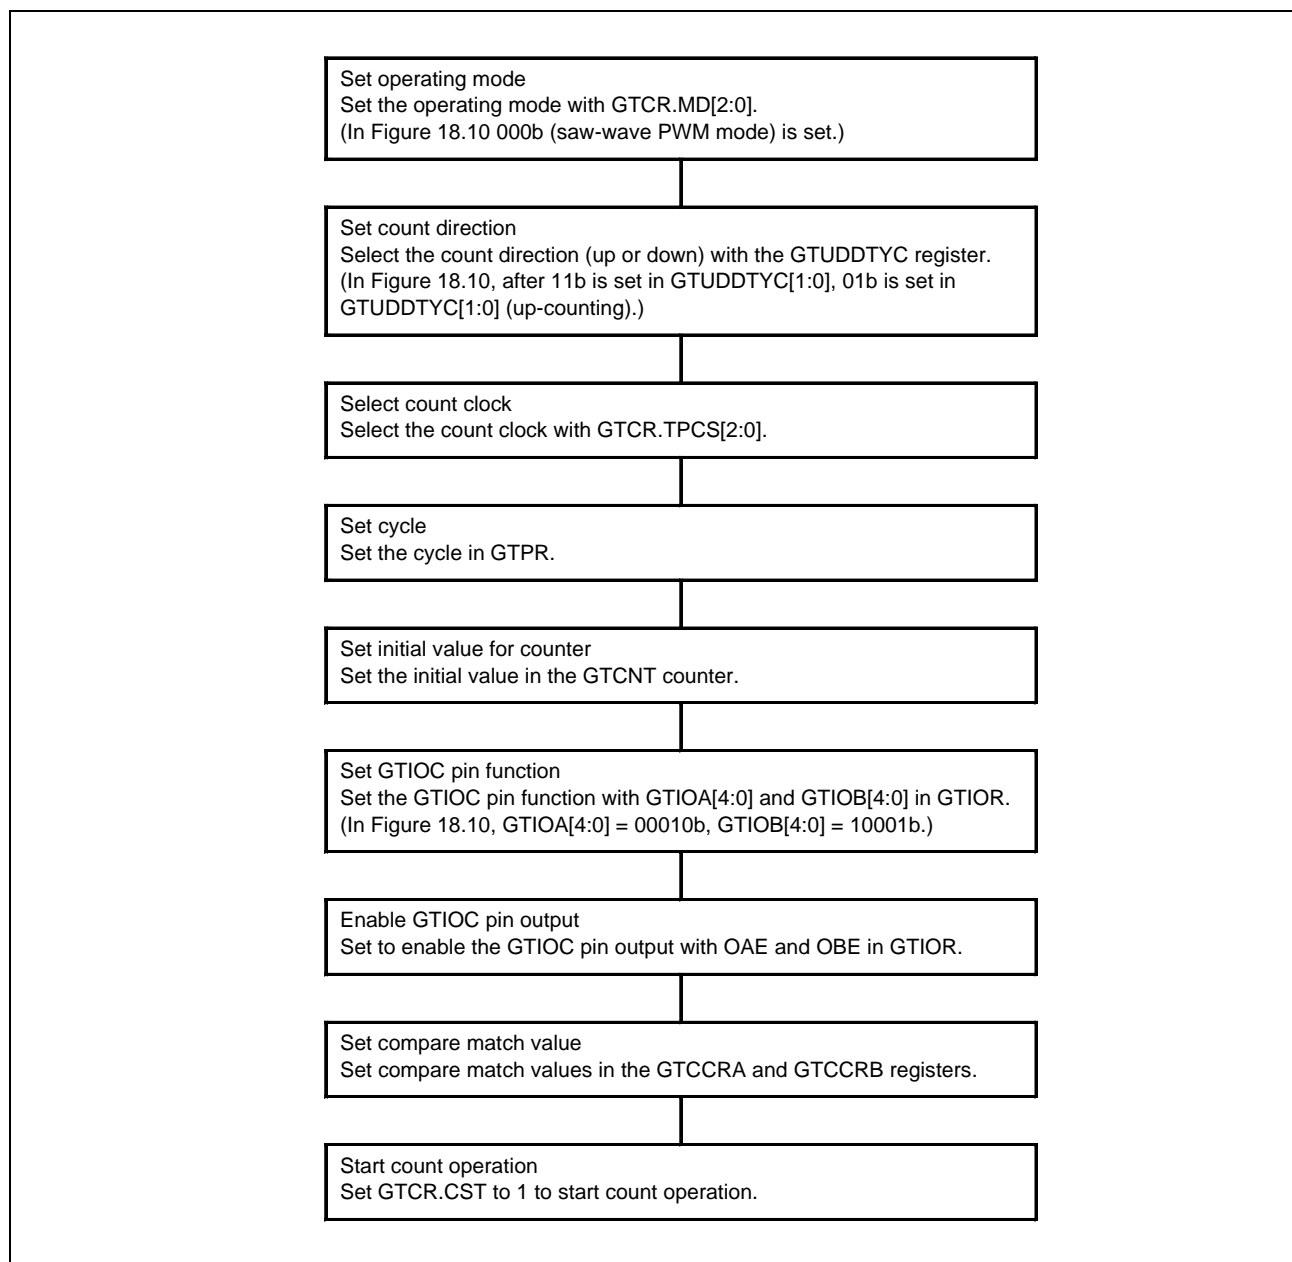 Set operating mode
Set the operating mode with GTCR.MD[2:0].
(In Figure 18.10 000b (saw-wave PWM mode) is set.)
Set count direction
Select the count direction (up or down) with the GTUDDTYC register.
(In Figure 18.10, after 11b is set in GTUDDTYC[1:0], 01b is set in
GTUDDTYC[1:0] (up-counting).)
Select count clock
Select the count clock with GTCR.TPCS[2:0].
Set cycle
Set the cycle in GTPR.
Set initial value for counter
Set the initial value in the GTCNT counter.
Set GTIOC pin function
Set the GTIOC pin function with GTIOA[4:0] and GTIOB[4:0] in GTIOR.
(In Figure 18.10, GTIOA[4:0] = 00010b, GTIOB[4:0] = 10001b.)
Enable GTIOC pin output
Set to enable the GTIOC pin output with OAE and OBE in GTIOR.
Set compare match value
Set compare match values in the GTCCRA and GTCCRB registers.
Start count operation
Set GTCR.CST to 1 to start count operation.